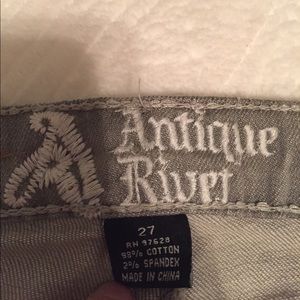 Antique
Rivet
27
RN 97628
98% COTTON
2% SPANDEX
MADE IN CHINA